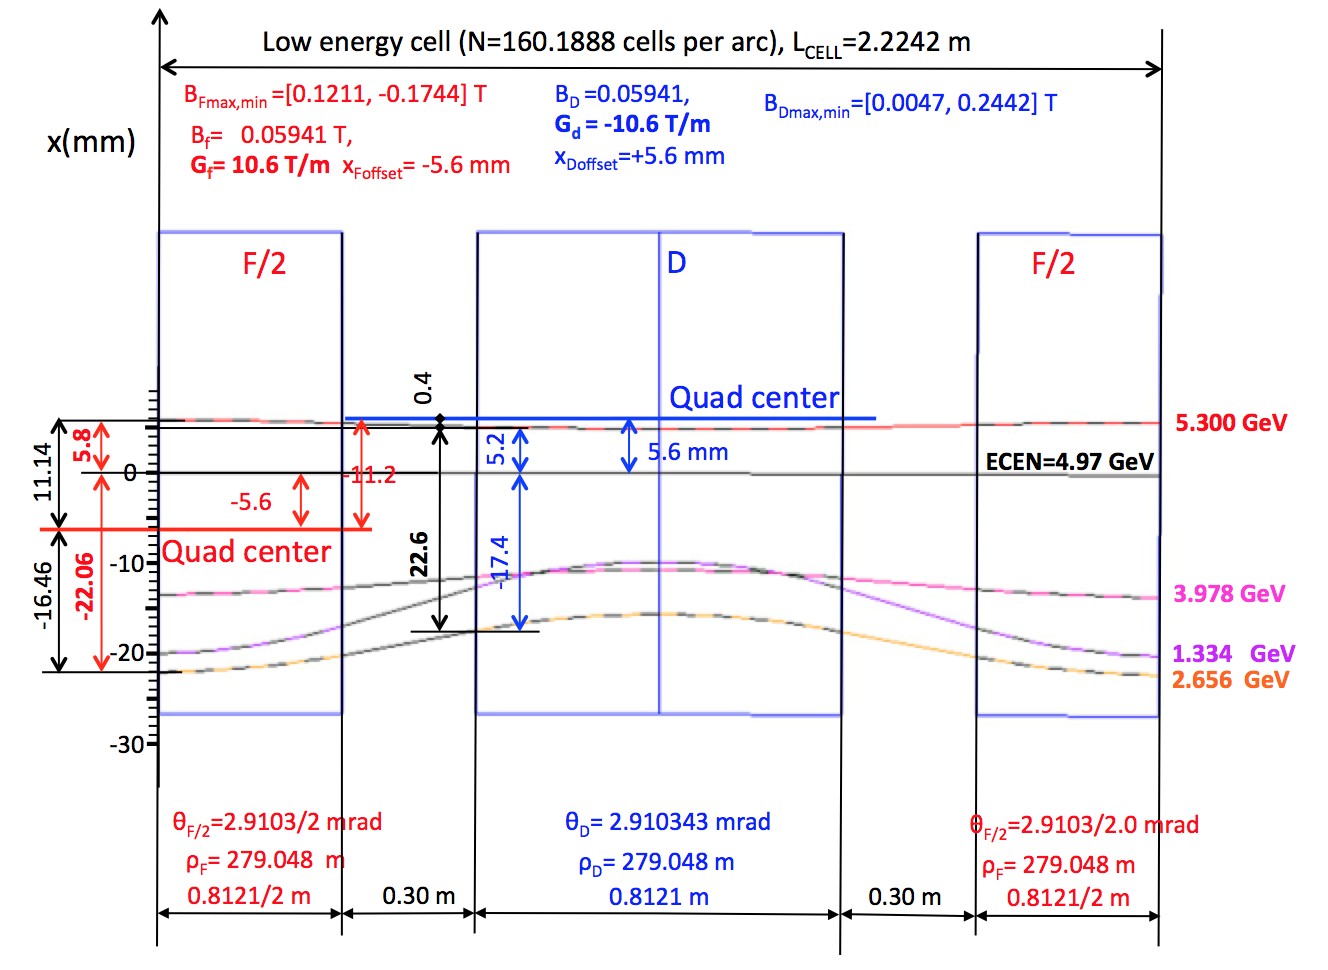 Low energy cell (N=160.1888 cells per arc), LCELL=2.2242 m
BFmax,min =[0.1211, -0.1744] T
BD =0.05941,
BDmax,min=[0.0047, 0.2442] T
x(mm)
Bf= 0.05941 T,
Gd = -10.6 T/m
Gf= 10.6 T/m xFoffset= -5.6 mm
xDoffset=+5.6 mm
F/2
D
F/2
0.4
Quad center
5.300 GeV
11.14
5.8
5.2
5.6 mm
0
-11.2
ECEN=4.97 GeV
-5.6
Quad center
-10
22.6
-17.4
-16.46
-22.06
3.978 GeV
-20
1.334 GeV
2.656 GeV
-30
θF/2=2.9103/2 mrad
θD= 2.910343 mrad
θF/2=2.9103/2.0 mrad
ρF= 279.048 m
ρD= 279.048 m
ρF= 279.048 m
0.8121/2 m
0.30 m
0.8121 m
0.30 m
0.8121/2 m